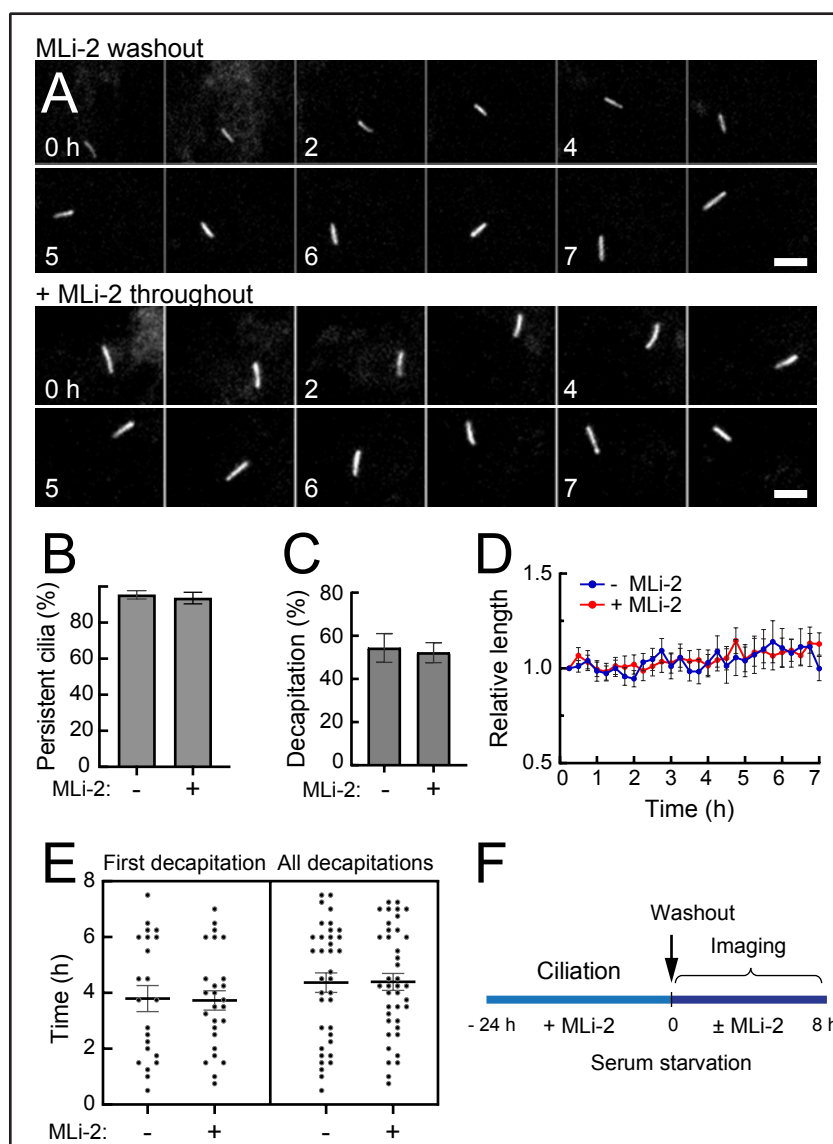 MLi-2 washout
A
0 h 2 4
5 6 7
+ MLi-2 throughout
0 h 2 4
5 6 7
B
Persistent cilia (%)
80
60
40
20
0
MLi-2: - +
C
Decapitation (%)
80
60
40
20
0
MLi-2: - +
D
- MLi-2
+ MLi-2
Relative length
1.5
1.0
0.5
0 1 2 3 4 5 6 7
Time (h)
E
First decapitation All decapitations
Time (h)
8
6
4
2
0
MLi-2: - + - +
F
Washout
Imaging
Ciliation
- 24 h + MLi-2 0 ± MLi-2 8 h
Serum starvation